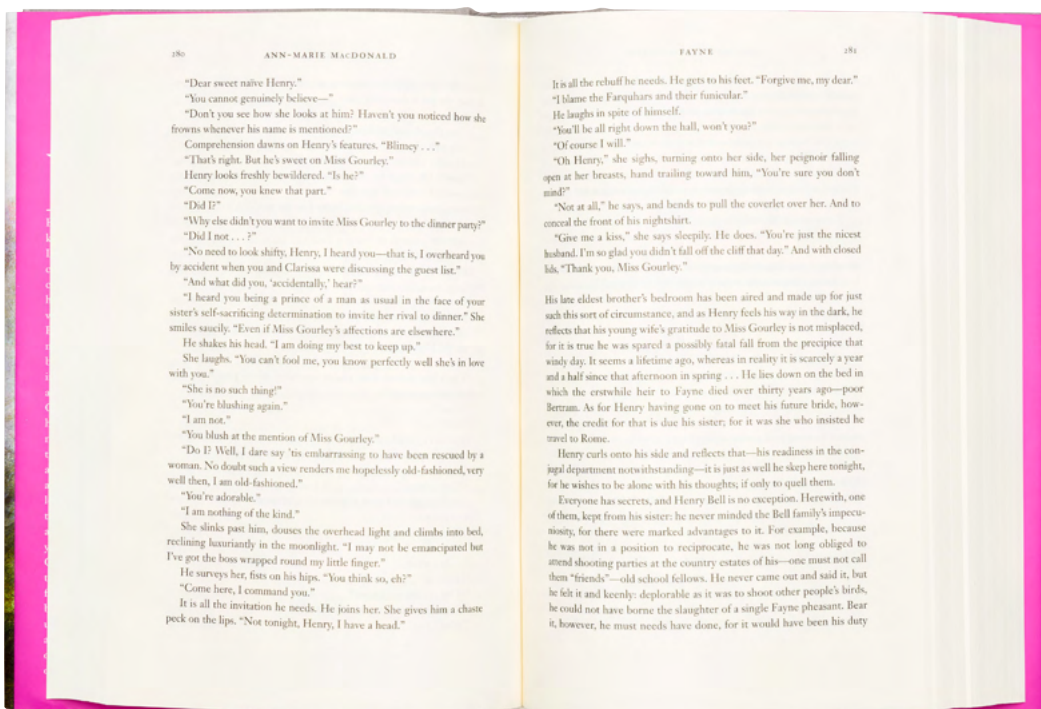 280
ANN-MARIE MACDONALD
“Dear sweet naïve Henry.”
“You cannot genuinely believe—”
“Don’t you see how she looks at him? Haven’t you noticed how she
frowns whenever his name is mentioned?”
Comprehension dawns on Henry’s features. “Blimey . . .”
“That’s right. But he’s sweet on Miss Gourley.”
Henry looks freshly bewildered. “Is he?”
“Come now, you knew that part.”
“Did I?”
“Why else didn’t you want to invite Miss Gourley to the dinner party?”
“Did I not . . . ?”
“No need to look shifty, Henry, I heard you—that is, I overheard you
by accident when you and Clarissa were discussing the guest list.”
“And what did you, ‘accidentally,’ hear?”
“I heard you being a prince of a man as usual in the face of your
sister’s self-sacrificing determination to invite her rival to dinner.” She
smiles saucily. “Even if Miss Gourley’s affections are elsewhere.”
He shakes his head. “I am doing my best to keep up.”
She laughs. “You can’t fool me, you know perfectly well she’s in love
with you.”
“She is no such thing!”
“You’re blushing again.”
“I am not.”
“You blush at the mention of Miss Gourley.”
“Do I? Well, I dare say ’tis embarrassing to have been rescued by a
woman. No doubt such a view renders me hopelessly old-fashioned, very
well then, I am old-fashioned.”
“You’re adorable.”
“I am nothing of the kind.”
She slinks past him, douses the overhead light and climbs into bed,
reclining luxuriantly in the moonlight. “I may not be emancipated but
I’ve got the boss wrapped round my little finger.”
He surveys her, fists on his hips. “You think so, eh?”
“Come here, I command you.”
It is all the invitation he needs. He joins her. She gives him a chaste
peck on the lips. “Not tonight, Henry, I have a head.”
FAYNE
281
It is all the rebuff he needs. He gets to his feet. “Forgive me, my dear.”
“I blame the Farquhars and their funicular.”
He laughs in spite of himself.
“You’ll be all right down the hall, won’t you?”
“Of course I will.”
“Oh Henry,” she sighs, turning onto her side, her peignoir falling
open at her breasts, hand trailing toward him, “You’re sure you don’t
mind?”
“Not at all,” he says, and bends to pull the coverlet over her. And to
conceal the front of his nightshirt.
“Give me a kiss,” she says sleepily. He does. “You’re just the nicest
husband. I’m so glad you didn’t fall off the cliff that day.” And with closed
lids, “Thank you, Miss Gourley.”
His late eldest brother’s bedroom has been aired and made up for just
such this sort of circumstance, and as Henry feels his way in the dark, he
reflects that his young wife’s gratitude to Miss Gourley is not misplaced,
for it is true he was spared a possibly fatal fall from the precipice that
windy day. It seems a lifetime ago, whereas in reality it is scarcely a year
and a half since that afternoon in spring . . . He lies down on the bed in
which the erstwhile heir to Fayne died over thirty years ago—poor
Bertram. As for Henry having gone on to meet his future bride, how-
ever, the credit for that is due his sister; for it was she who insisted he
travel to Rome.
Henry curls onto his side and reflects that—his readiness in the con-
jugal department notwithstanding—it is just as well he skep here tonight,
for he wishes to be alone with his thoughts; if only to quell them.
Everyone has secrets, and Henry Bell is no exception. Herewith, one
of them, kept from his sister: he never minded the Bell family’s impecu-
niosity, for there were marked advantages to it. For example, because
he was not in a position to reciprocate, he was not long obliged to
attend shooting parties at the country estates of his—one must not call
them “friends”—old school fellows. He never came out and said it, but
he felt it and keenly: deplorable as it was to shoot other people’s birds,
he could not have borne the slaughter of a single Fayne pheasant. Bear
it, however, he must needs have done, for it would have been his duty